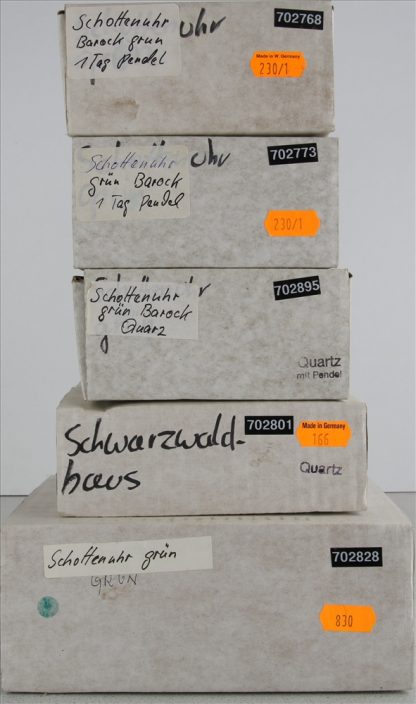 Schottenuhr
Barock grün
1 Tag Pendel
uhr
702768
Made in W. Germany
230/1
Schottenuhr
grün Barock
1 Tag Pendel
uhr
702773
230/1
Schottenuhr
grün Barock
Quarz
702895
Quartz
mit Pendel
Schwarzwald-
haus
702801
Made in Germany
166
Quartz
Schottenuhr grün
GRÜN
702828
830